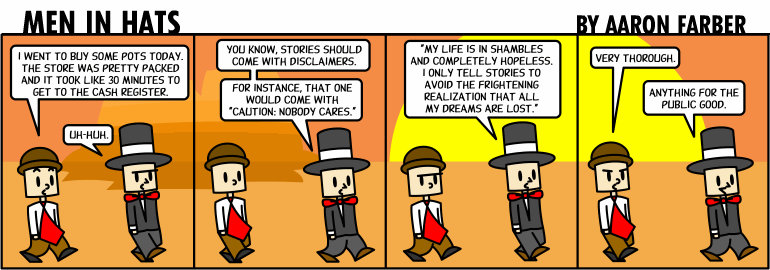 MEN IN HATS
BY AARON FARBER
I WENT TO BUY SOME POTS TODAY.
THE STORE WAS PRETTY PACKED
AND IT TOOK LIKE 30 MINUTES TO
GET TO THE CASH REGISTER.
UH-HUH.
YOU KNOW, STORIES SHOULD
COME WITH DISCLAIMERS.
FOR INSTANCE, THAT ONE
WOULD COME WITH
"CAUTION: NOBODY CARES."
"MY LIFE IS IN SHAMBLES
AND COMPLETELY HOPELESS.
I ONLY TELL STORIES TO
AVOID THE FRIGHTENING
REALIZATION THAT ALL
MY DREAMS ARE LOST."
VERY THOROUGH.
ANYTHING FOR THE
PUBLIC GOOD.